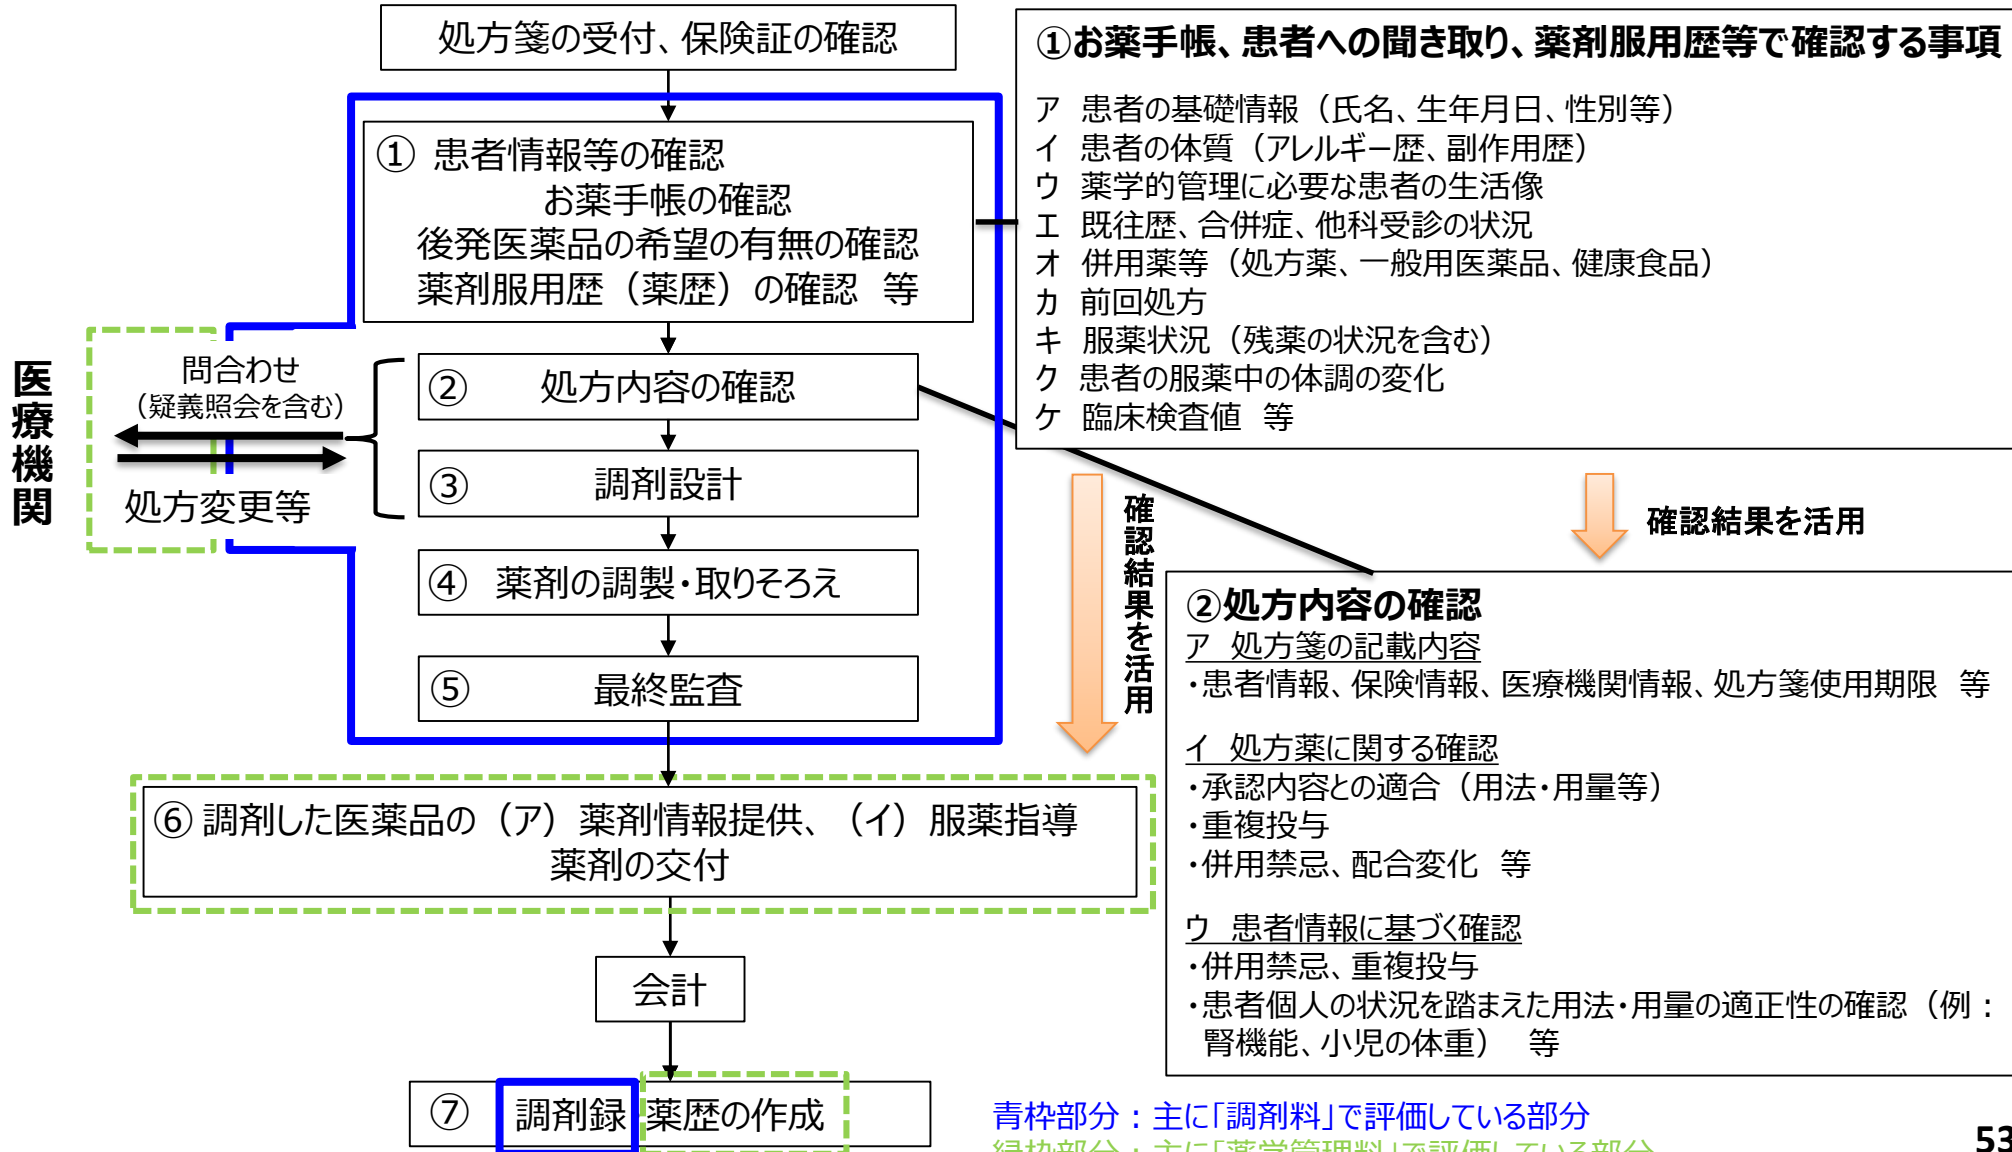 処方箋の受付、保険証の確認
① 患者情報等の確認
お薬手帳の確認
後発医薬品の希望の有無の確認
薬剤服用歴（薬歴）の確認 等
医療機関
問合わせ
（疑義照会を含む）
処方変更等
② 処方内容の確認
③ 調剤設計
④ 薬剤の調製・取りそろえ
⑤ 最終監査
⑥ 調剤した医薬品の（ア）薬剤情報提供、（イ）服薬指導
薬剤の交付
会計
⑦ 調剤録 薬歴の作成
①お薬手帳、患者への聞き取り、薬剤服用歴等で確認する事項
ア 患者の基礎情報（氏名、生年月日、性別等）
イ 患者の体質（アレルギー歴、副作用歴）
ウ 薬学的管理に必要な患者の生活像
エ 既往歴、合併症、他科受診の状況
オ 併用薬等（処方薬、一般用医薬品、健康食品）
カ 前回処方
キ 服薬状況（残薬の状況を含む）
ク 患者の服薬中の体調の変化
ケ 臨床検査値 等
確認結果を活用
確認結果を活用
②処方内容の確認
ア 処方箋の記載内容
・患者情報、保険情報、医療機関情報、処方箋使用期限 等
イ 処方薬に関する確認
・承認内容との適合（用法・用量等）
・重複投与
・併用禁忌、配合変化 等
ウ 患者情報に基づく確認
・併用禁忌、重複投与
・患者個人の状況を踏まえた用法・用量の適正性の確認（例：
腎機能、小児の体重） 等
青枠部分：主に「調剤料」で評価している部分
緑枠部分：主に「薬学管理料」で評価している部分
53